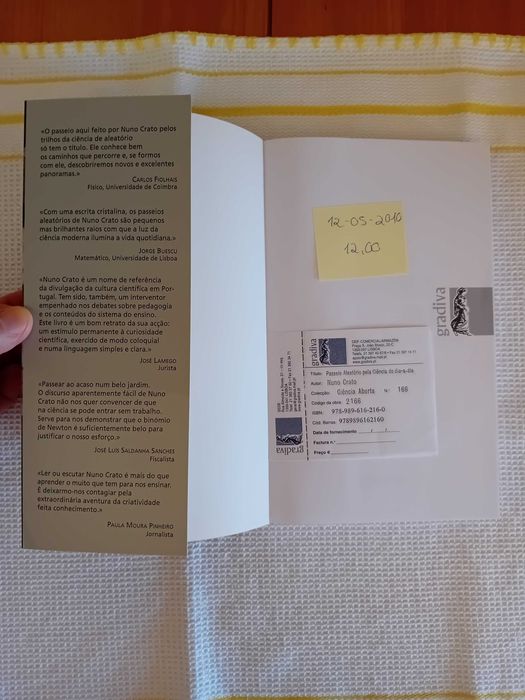 «O passeio aqui feito por Nuno Crato pelos
trilhos da ciência de aleatório
só tem o título. Ele conhece bem
os caminhos que percorre e, se formos
com ele, descobriremos novos e excelentes
panoramas.»
CARLOS FIOLHAIS
Físico, Universidade de Coimbra
«Com uma escrita cristalina, os passeios
aleatórios de Nuno Crato são pequenos
mas brilhantes raios com que a luz da
ciência moderna ilumina a vida quotidiana.»
JORGE BUESCU
Matemático, Universidade de Lisboa
«Nuno Crato é um nome de referência
da divulgação da cultura científica em Por-
tugal. Tem sido, também, um interventor
empenhado nos debates sobre pedagogia
e os conteúdos do sistema do ensino.
Este livro é um bom retrato da sua acção:
um estímulo permanente à curiosidade
científica, exercido de modo coloquial
e numa linguagem simples e clara.»
JOSÉ LAMEGO
Jurista
«Passear ao acaso num belo jardim.
O discurso aparentemente fácil de Nuno
Crato não nos quer convencer de que
na ciência se pode entrar sem trabalho.
Serve para nos demonstrar que o binómio
de Newton é suficientemente belo para
justificar o nosso esforço.»
JOSÉ LUÍS SALDANHA SANCHES
Fiscalista
«Ler ou escutar Nuno Crato é mais do que
aprender o muito que tem para nos ensinar.
É deixarmo-nos contagiar pela
extraordinária aventura da criatividade
feita conhecimento.»
PAULA MOURA PINHEIRO
Jornalista
12-05-2010
12,00
gradiva
gradiva
DEP. COMERCIAL/ARMAZÉM
1350-001 LISBOA
Título: Passeio Aleatório pela Ciência do dia-a-dia
Autor: Nuno Crato
Colecção: Ciência Aberta N.º 166
Código da obra: 2166
ISBN: 978-989-616-216-0
Cód. Barras: 9789896162160
Data de fornecimento __/__/__
Factura n.º
Preço €
gradiva